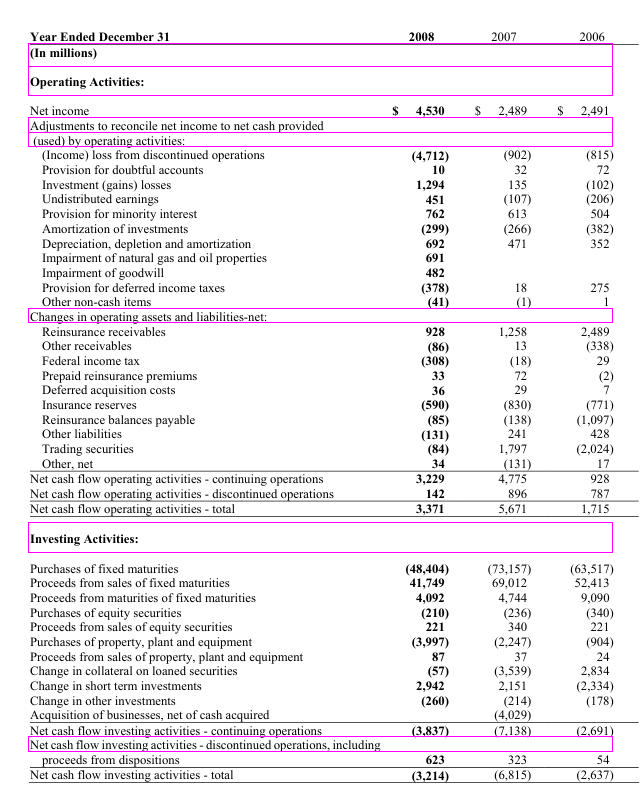 Year Ended December 31 2008 2007 2006
(In millions)
Operating Activities:
Net income $ 4,530 $ 2,489 $ 2,491
Adjustments to reconcile net income to net cash provided
(used) by operating activities:
(Income) loss from discontinued operations (4,712) (902) (815)
Provision for doubtful accounts 10 32 72
Investment (gains) losses 1,294 135 (102)
Undistributed earnings 451 (107) (206)
Provision for minority interest 762 613 504
Amortization of investments (299) (266) (382)
Depreciation, depletion and amortization 692 471 352
Impairment of natural gas and oil properties 691
Impairment of goodwill 482
Provision for deferred income taxes (378) 18 275
Other non-cash items (41) (1) 1
Changes in operating assets and liabilities-net:
Reinsurance receivables 928 1,258 2,489
Other receivables (86) 13 (338)
Federal income tax (308) (18) 29
Prepaid reinsurance premiums 33 72 (2)
Deferred acquisition costs 36 29 7
Insurance reserves (590) (830) (771)
Reinsurance balances payable (85) (138) (1,097)
Other liabilities (131) 241 428
Trading securities (84) 1,797 (2,024)
Other, net 34 (131) 17
Net cash flow operating activities - continuing operations 3,229 4,775 928
Net cash flow operating activities - discontinued operations 142 896 787
Net cash flow operating activities - total 3,371 5,671 1,715
Investing Activities:
Purchases of fixed maturities (48,404) (73,157) (63,517)
Proceeds from sales of fixed maturities 41,749 69,012 52,413
Proceeds from maturities of fixed maturities 4,092 4,744 9,090
Purchases of equity securities (210) (236) (340)
Proceeds from sales of equity securities 221 340 221
Purchases of property, plant and equipment (3,997) (2,247) (904)
Proceeds from sales of property, plant and equipment 87 37 24
Change in collateral on loaned securities (57) (3,539) 2,834
Change in short term investments 2,942 2,151 (2,334)
Change in other investments (260) (214) (178)
Acquisition of businesses, net of cash acquired (4,029)
Net cash flow investing activities - continuing operations (3,837) (7,138) (2,691)
Net cash flow investing activities - discontinued operations, including
proceeds from dispositions 623 323 54
Net cash flow investing activities - total (3,214) (6,815) (2,637)